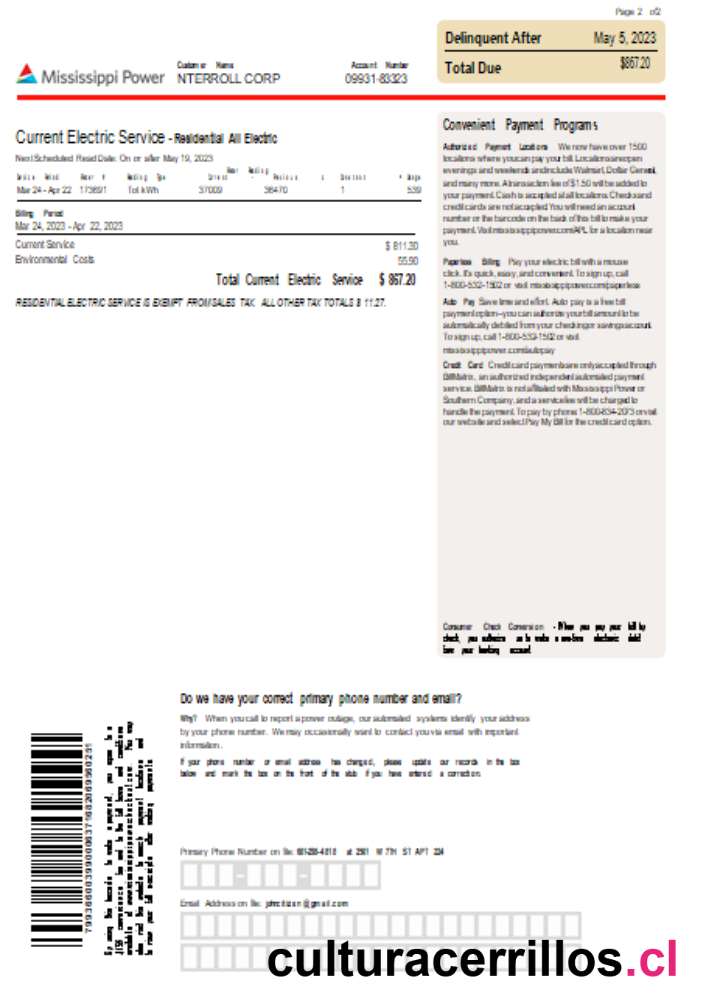 Page 2 of2
Delinquent After May 5, 2023
Total Due $867.20
Mississippi Power
Customer Name
NTERROLL CORP
Account Number
09931-83323
Current Electric Service - Residential All Electric
Next Scheduled Read Date: On or after May 19, 2023
Mar 24 - Apr 22 173691 Tot kWh 37009 36470 1 539
Billing Period
Mar 24, 2023 - Apr 22, 2023
Current Service $ 811.30
Environmental Costs 55.90
Total Current Electric Service $ 867.20
RESIDENTIAL ELECTRIC SERVICE IS EXEMPT FROM SALES TAX. ALL OTHER TAX TOTALS $ 11.27.
Convenient Payment Programs
Authorized Payment Locations We now have over 1500
locations where you can pay your bill. Locations are open
evenings and weekends and include Walmart, Dollar General,
and many more. A transaction fee of $1.50 will be added to
your payment. Cash is accepted at all locations. Checks and
credit cards are not accepted. You will need an account
number or the barcode on the back of this bill to make your
payment. Visit mississippipower.com/APL for a location near
you.
Paperless Billing Pay your electric bill with a mouse
click. It's quick, easy, and convenient. To sign up, call
1-800-532-1502 or visit mississippipower.com/paperless
Auto Pay Save time and effort. Auto pay is a free bill
payment option--you can authorize your bill amount to be
automatically debited from your checking or savings account.
To sign up, call 1-800-532-1502 or visit
mississippipower.com/autopay
Credit Card Credit card payments are only accepted through
BillMatrix, an authorized independent automated payment
service. BillMatrix is not affiliated with Mississippi Power or
Southern Company, and a service fee will be charged to
handle the payment. To pay by phone 1-800-834-2073 or visit
our website and select Pay My Bill for the credit card option.
Consumer Check Conversion - When you pay your bill by
check, you authorize us to make a one-time electronic debit
from your banking account
Do we have your correct primary phone number and email?
Why? When you call to report a power outage, our automated systems identify your address
by your phone number. We may occasionally want to contact you via email with important
information.
If your phone number or email address has changed, please update our records in the box
below and mark the box on the front of the stub if you have entered a correction.
Primary Phone Number on file: 601-298-4818 at 2501 W 7TH ST APT 224
Email Address on file: johncitizen@gmail.com
culturacerrillos.cl